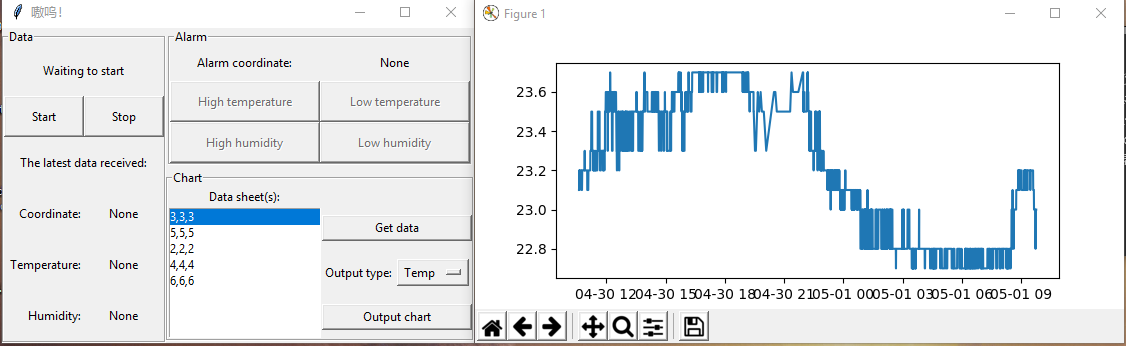 嗷呜!
Data
Waiting to start
Start
Stop
The latest data received:
Coordinate: None
Temperature: None
Humidity: None
Alarm
Alarm coordinate: None
High temperature
Low temperature
High humidity
Low humidity
Chart
Data sheet(s):
3,3,3
5,5,5
2,2,2
4,4,4
6,6,6
Get data
Output type: Temp
Output chart
Figure 1
23.6
23.4
23.2
23.0
22.8
04-30 12
04-30 15
04-30 18
04-30 21
05-01 00
05-01 03
05-01 06
05-01 09